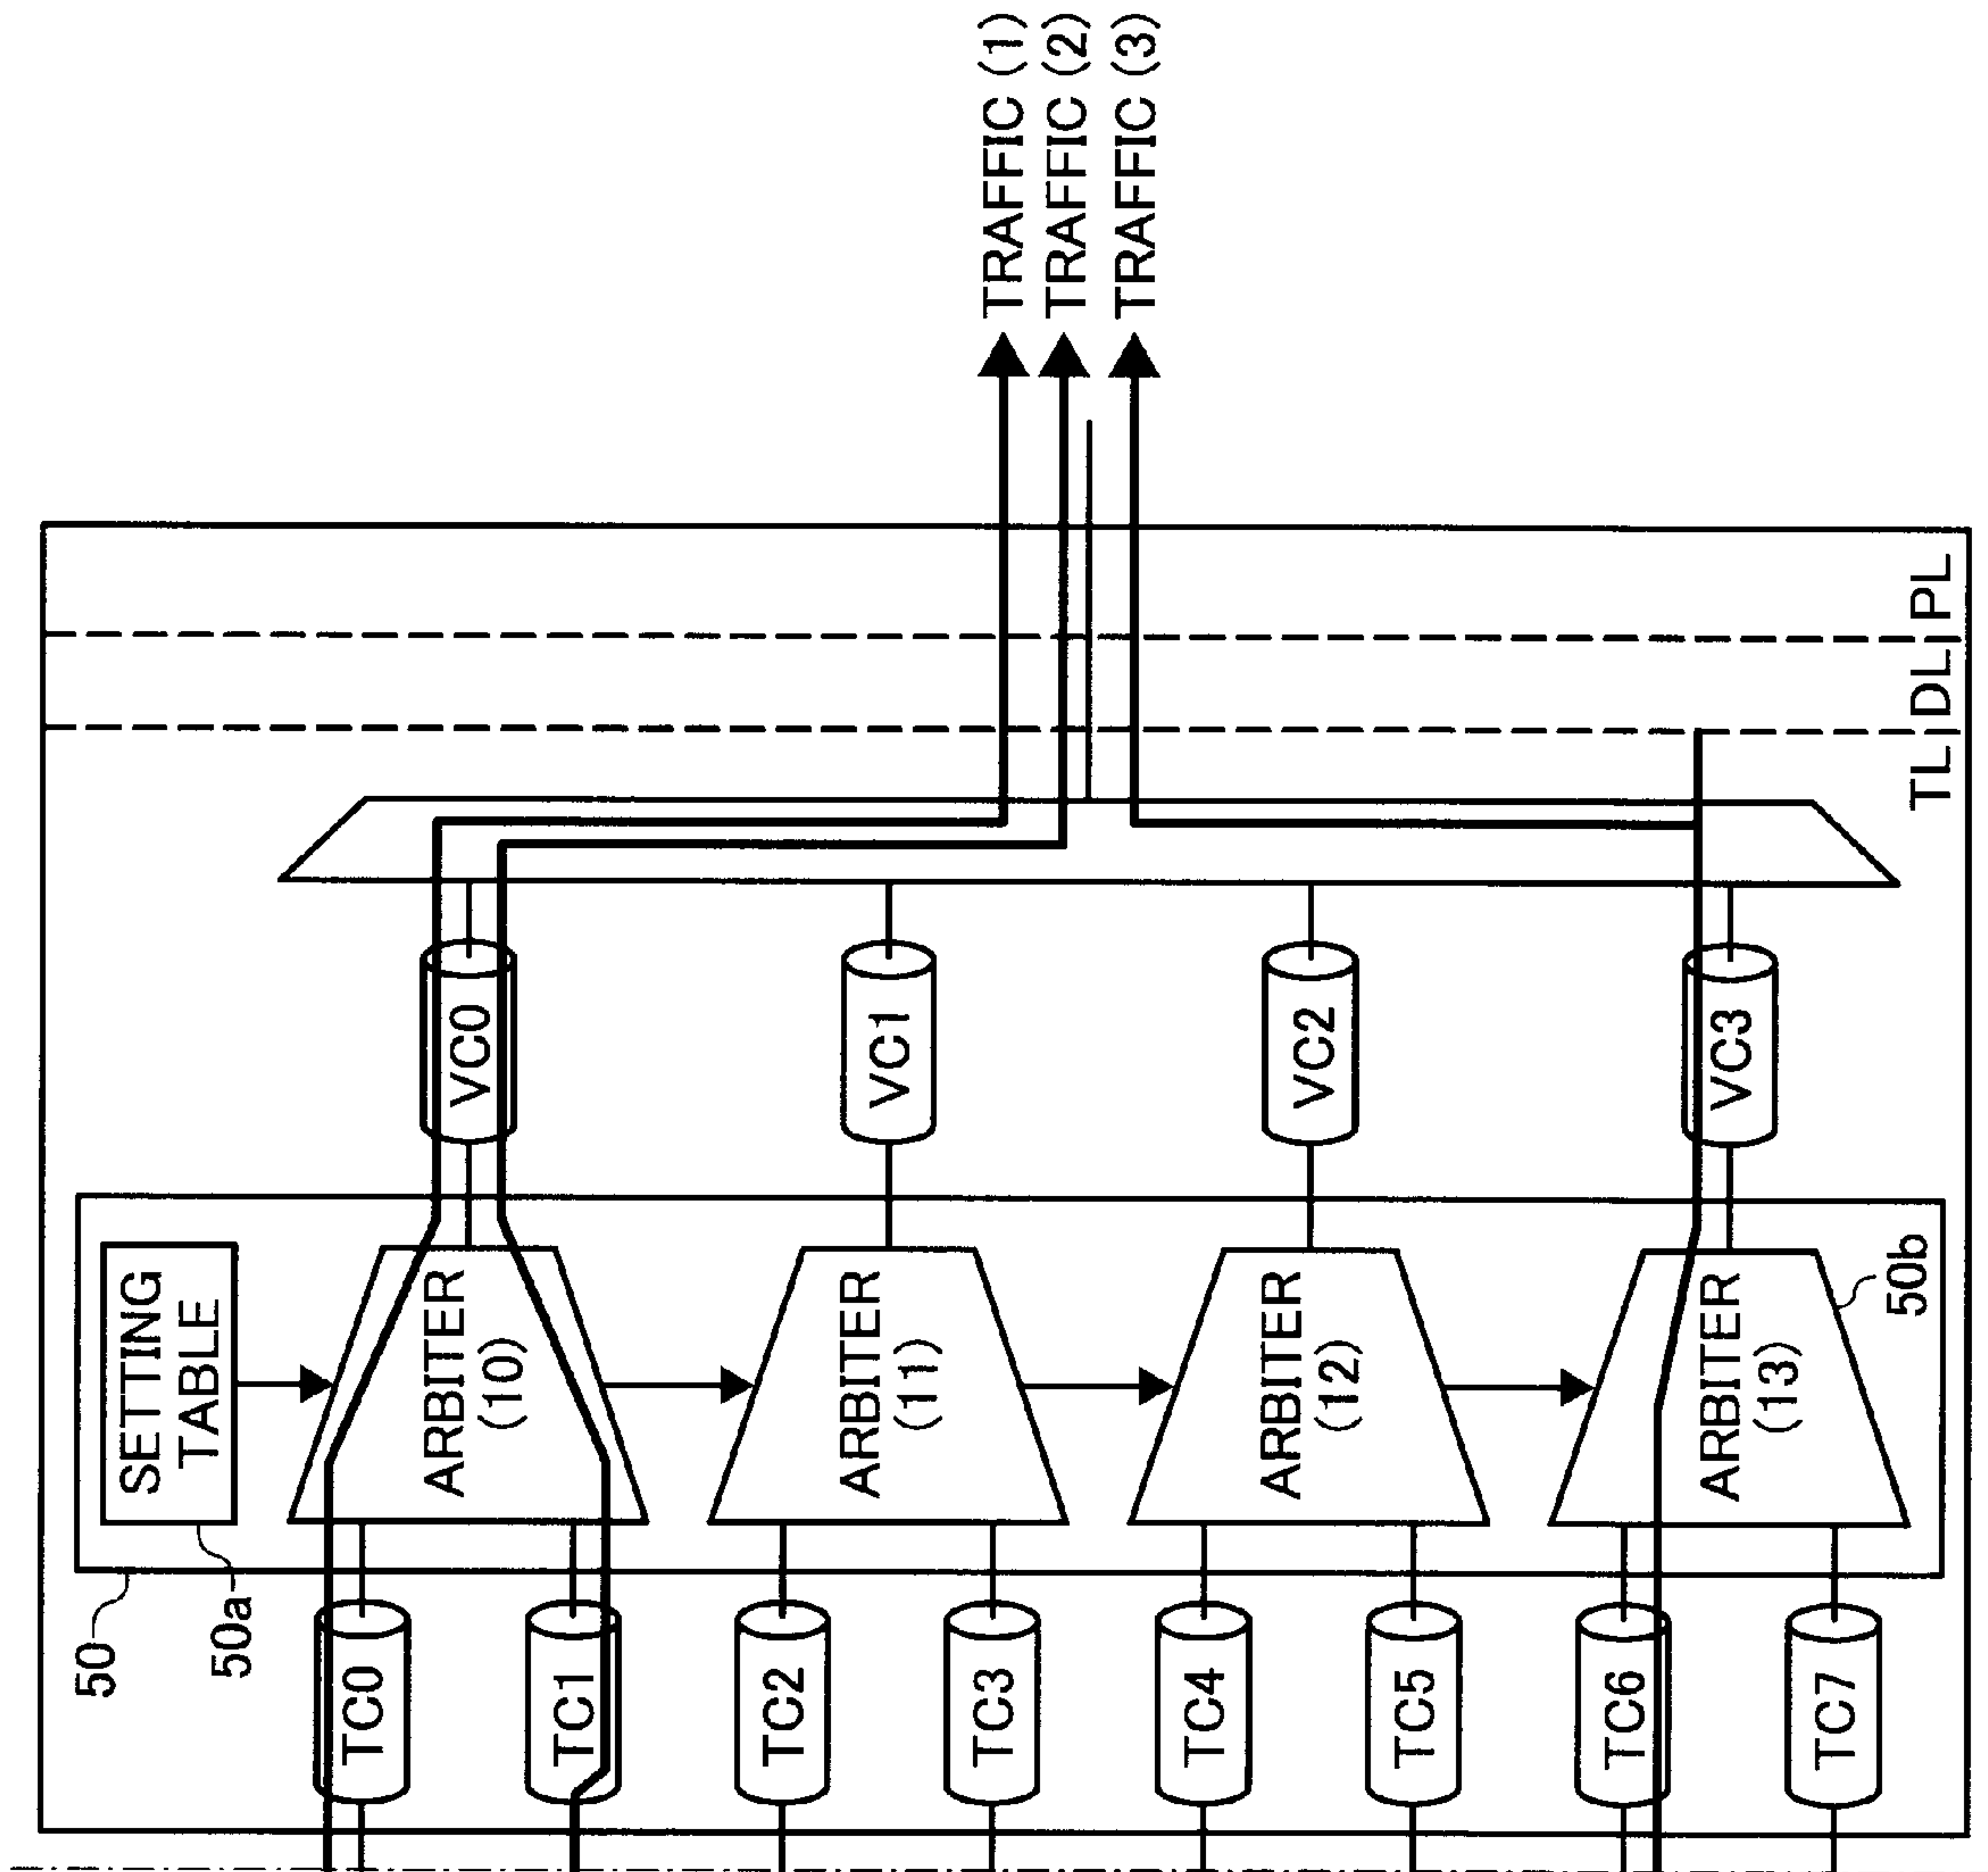 TRAFFIC (1)
TRAFFIC (2)
TRAFFIC (3)
TL
DL
PL
VC0
VC1
VC2
VC3
SETTING
TABLE
ARBITER
(10)
ARBITER
(11)
ARBITER
(12)
ARBITER
(13)
50b
50
50a
TC0
TC1
TC2
TC3
TC4
TC5
TC6
TC7